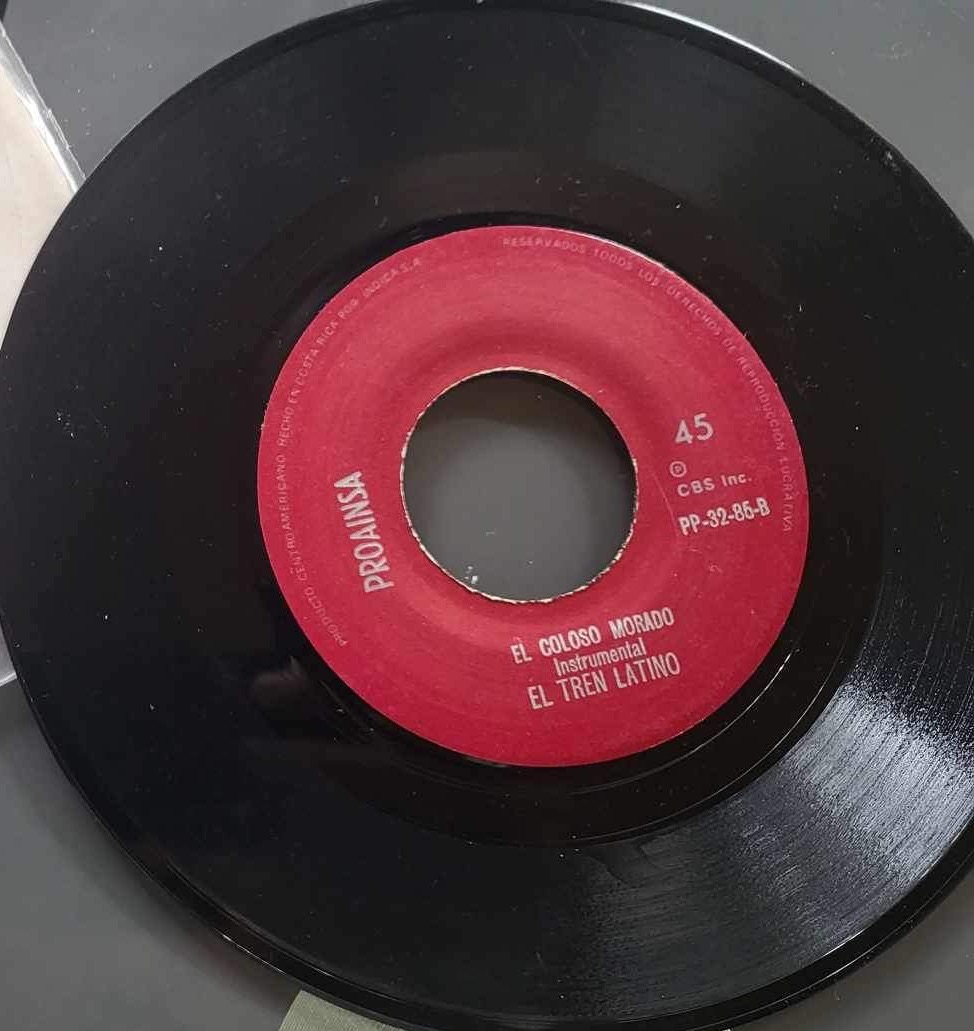 PRODUCTO CENTROAMERICANO HECHO EN COSTA RICA POR INDICA S.A
RESERVADOS TODOS LOS DERECHOS DE REPRODUCCION LUCRATIVA
PROAINSA
45
℗
CBS Inc.
PP-32-86-B
EL COLOSO MORADO
Instrumental
EL TREN LATINO